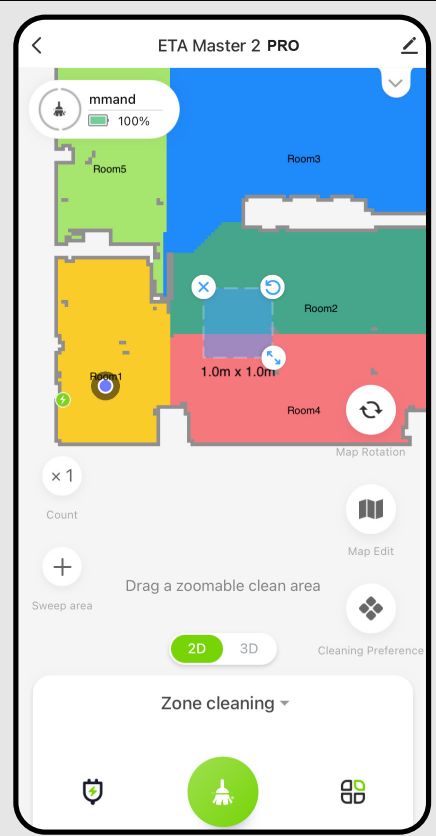 ETA Master 2 PRO
mmand
100%
Room5
Room3
Room2
1.0m x 1.0m
Room1
Room4
Map Rotation
× 1
Count
Map Edit
Drag a zoomable clean area
Sweep area
2D
3D
Cleaning Preference
Zone cleaning